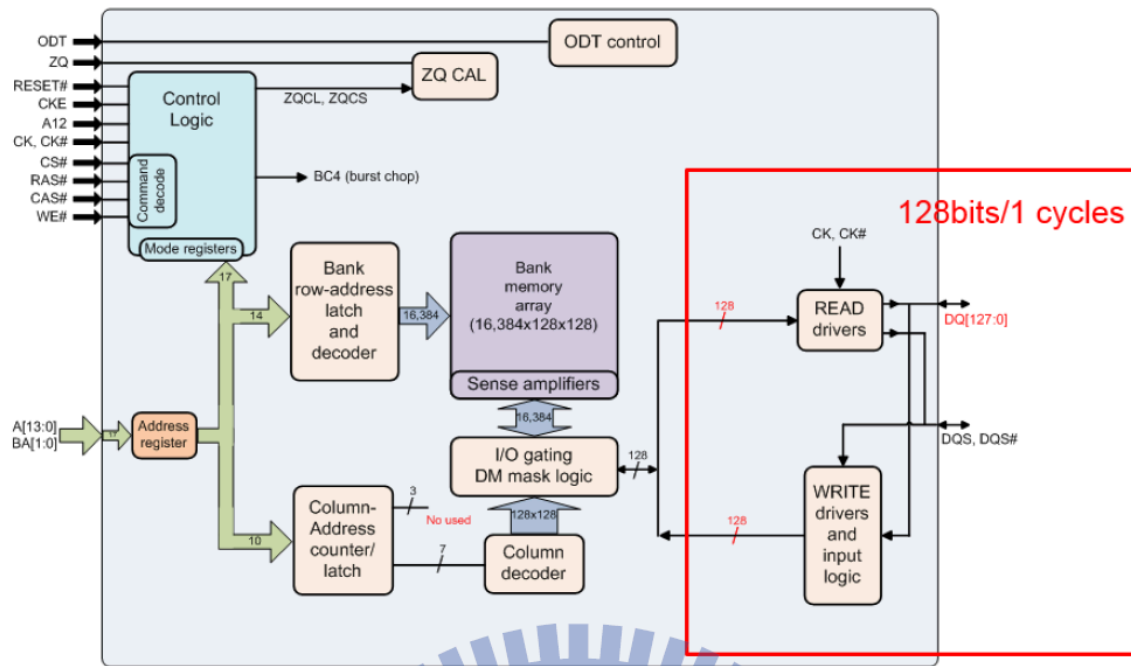 ODT
ZQ
RESET#
CKE
A12
CK, CK#
CS#
RAS#
CAS#
WE#
ODT control
ZQ CAL
ZQCL, ZQCS
Control
Logic
Command
decode
Mode registers
BC4 (burst chop)
128bits/1 cycles
17
14
Bank
row-address
latch
and
decoder
16,384
Bank
memory
array
(16,384x128x128)
Sense amplifiers
16,384
CK, CK#
128
READ
drivers
DQ[127:0]
A[13:0]
BA[1:0]
17
Address
register
I/O gating
DM mask logic
128
DQS, DQS#
10
Column-
Address
counter/
latch
3
No used
7
128x128
Column
decoder
128
WRITE
drivers
and
input
logic